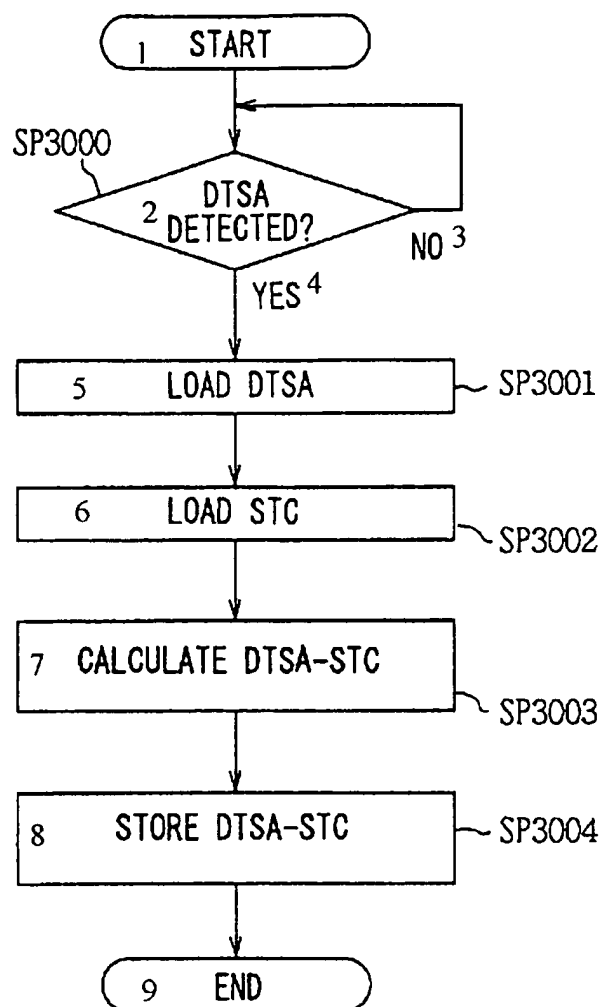 1 START
SP3000
2 DTSA
DETECTED?
NO 3
YES 4
5 LOAD DTSA
SP3001
6 LOAD STC
SP3002
7 CALCULATE DTSA-STC
SP3003
8 STORE DTSA-STC
SP3004
9 END